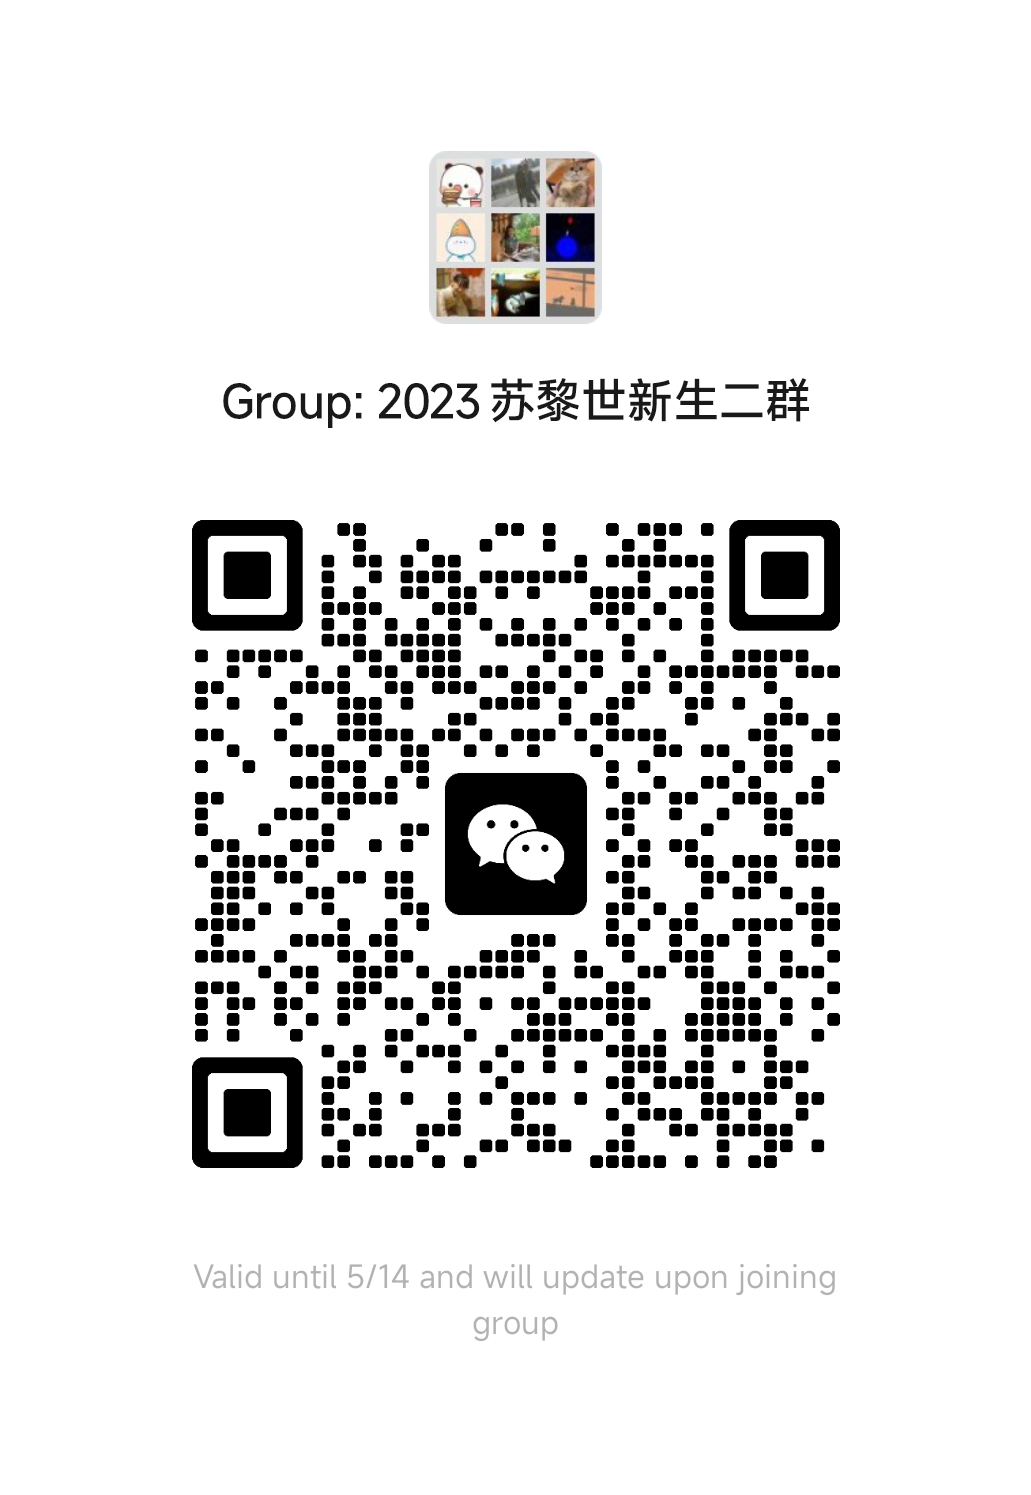 Group: 2023 苏黎世新生二群
Valid until 5/14 and will update upon joining
group